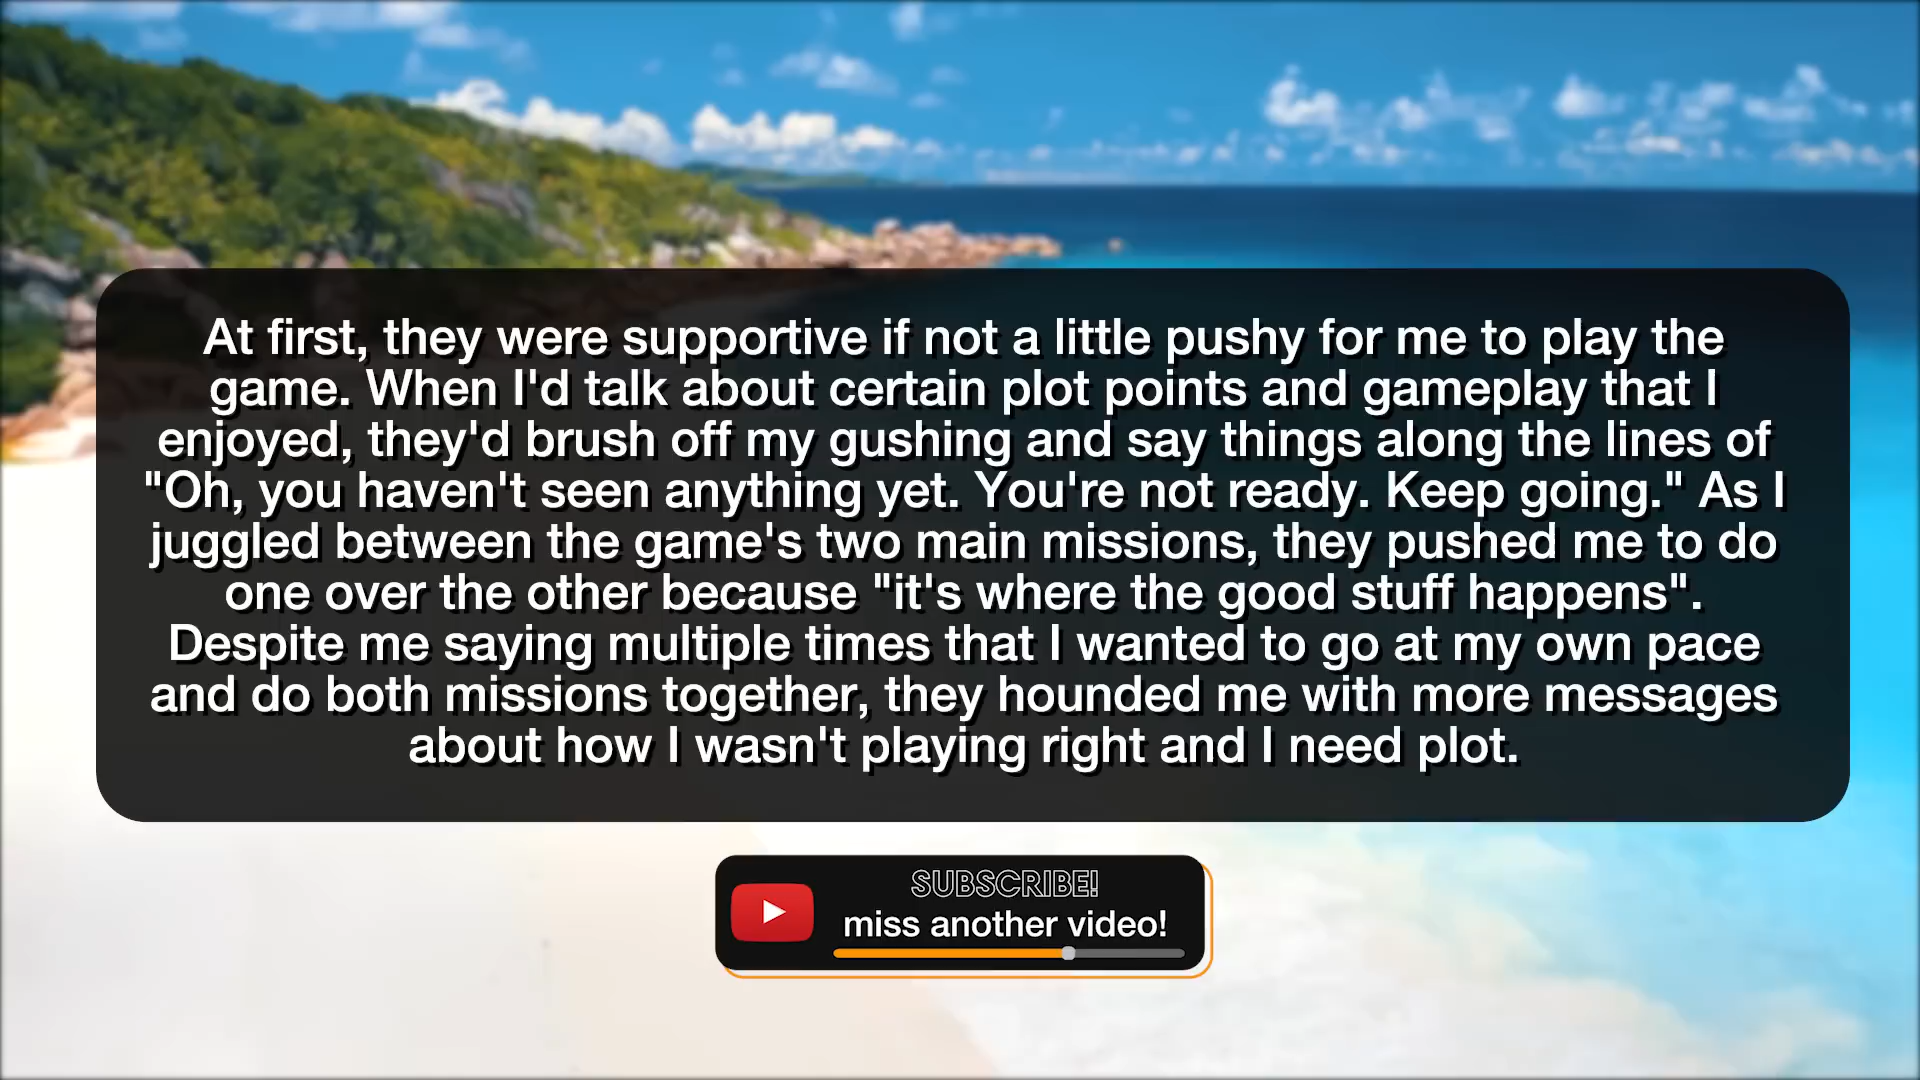 At first, they were supportive if not a little pushy for me to play the
game. When I'd talk about certain plot points and gameplay that I
enjoyed, they'd brush off my gushing and say things along the lines of
"Oh, you haven't seen anything yet. You're not ready. Keep going." As I
juggled between the game's two main missions, they pushed me to do
one over the other because "it's where the good stuff happens".
Despite me saying multiple times that I wanted to go at my own pace
and do both missions together, they hounded me with more messages
about how I wasn't playing right and I need plot.
SUBSCRIBE!
miss another video!